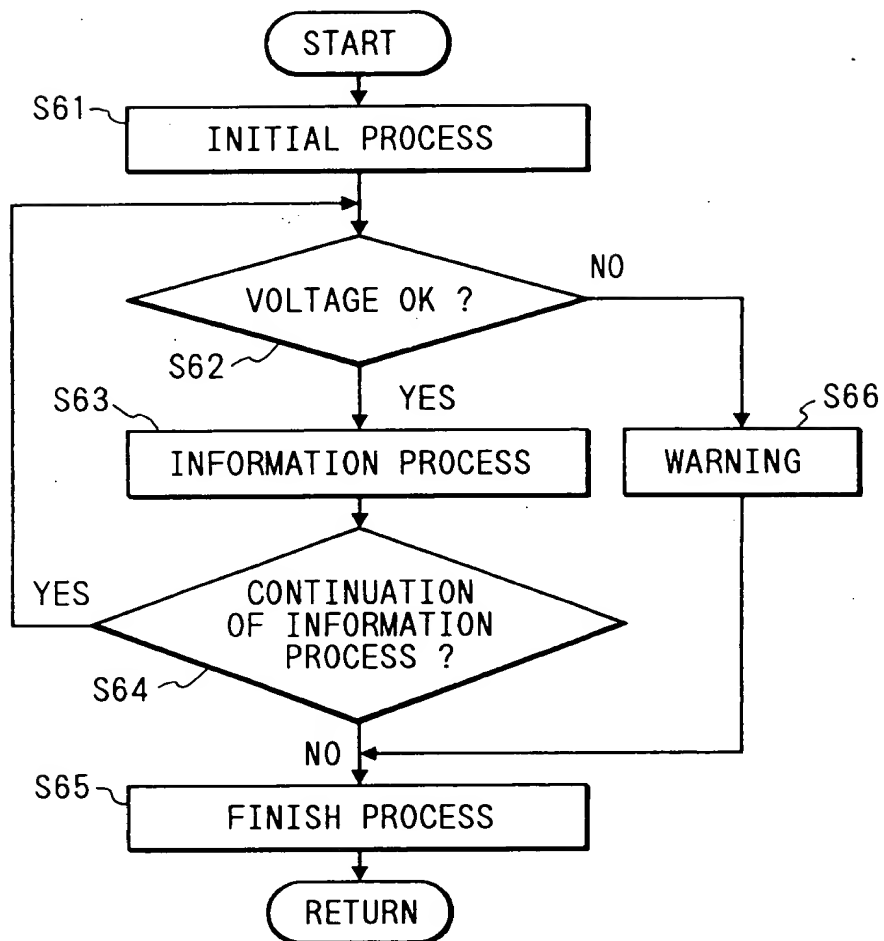 START
S61
INITIAL PROCESS
VOLTAGE OK ?
NO
S62
YES
S63
INFORMATION PROCESS
S66
WARNING
YES
CONTINUATION
OF INFORMATION
PROCESS ?
S64
NO
S65
FINISH PROCESS
RETURN